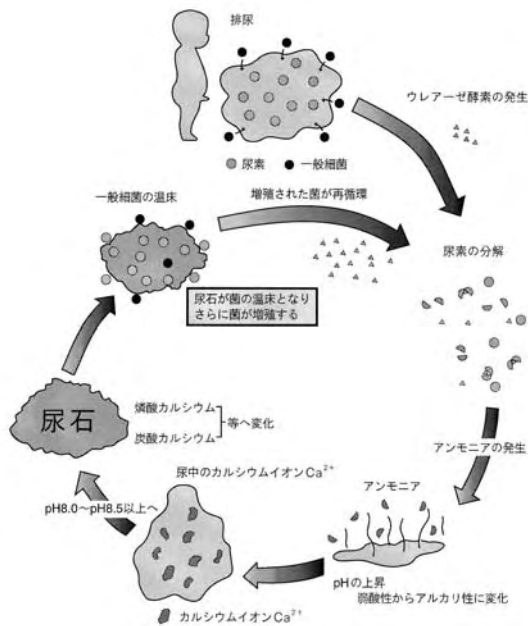 排尿
ウレアーゼ酵素の発生
尿素
一般細菌
一般細菌の温床
増殖された菌が再循環
尿素の分解
尿石が菌の温床となり
さらに菌が増殖する
尿石
燐酸カルシウム
炭酸カルシウム
等へ変化
アンモニアの発生
尿中のカルシウムイオンCa²⁺
アンモニア
pH8.0～pH8.5以上へ
pHの上昇
弱酸性からアルカリ性に変化
カルシウムイオンCa²⁺